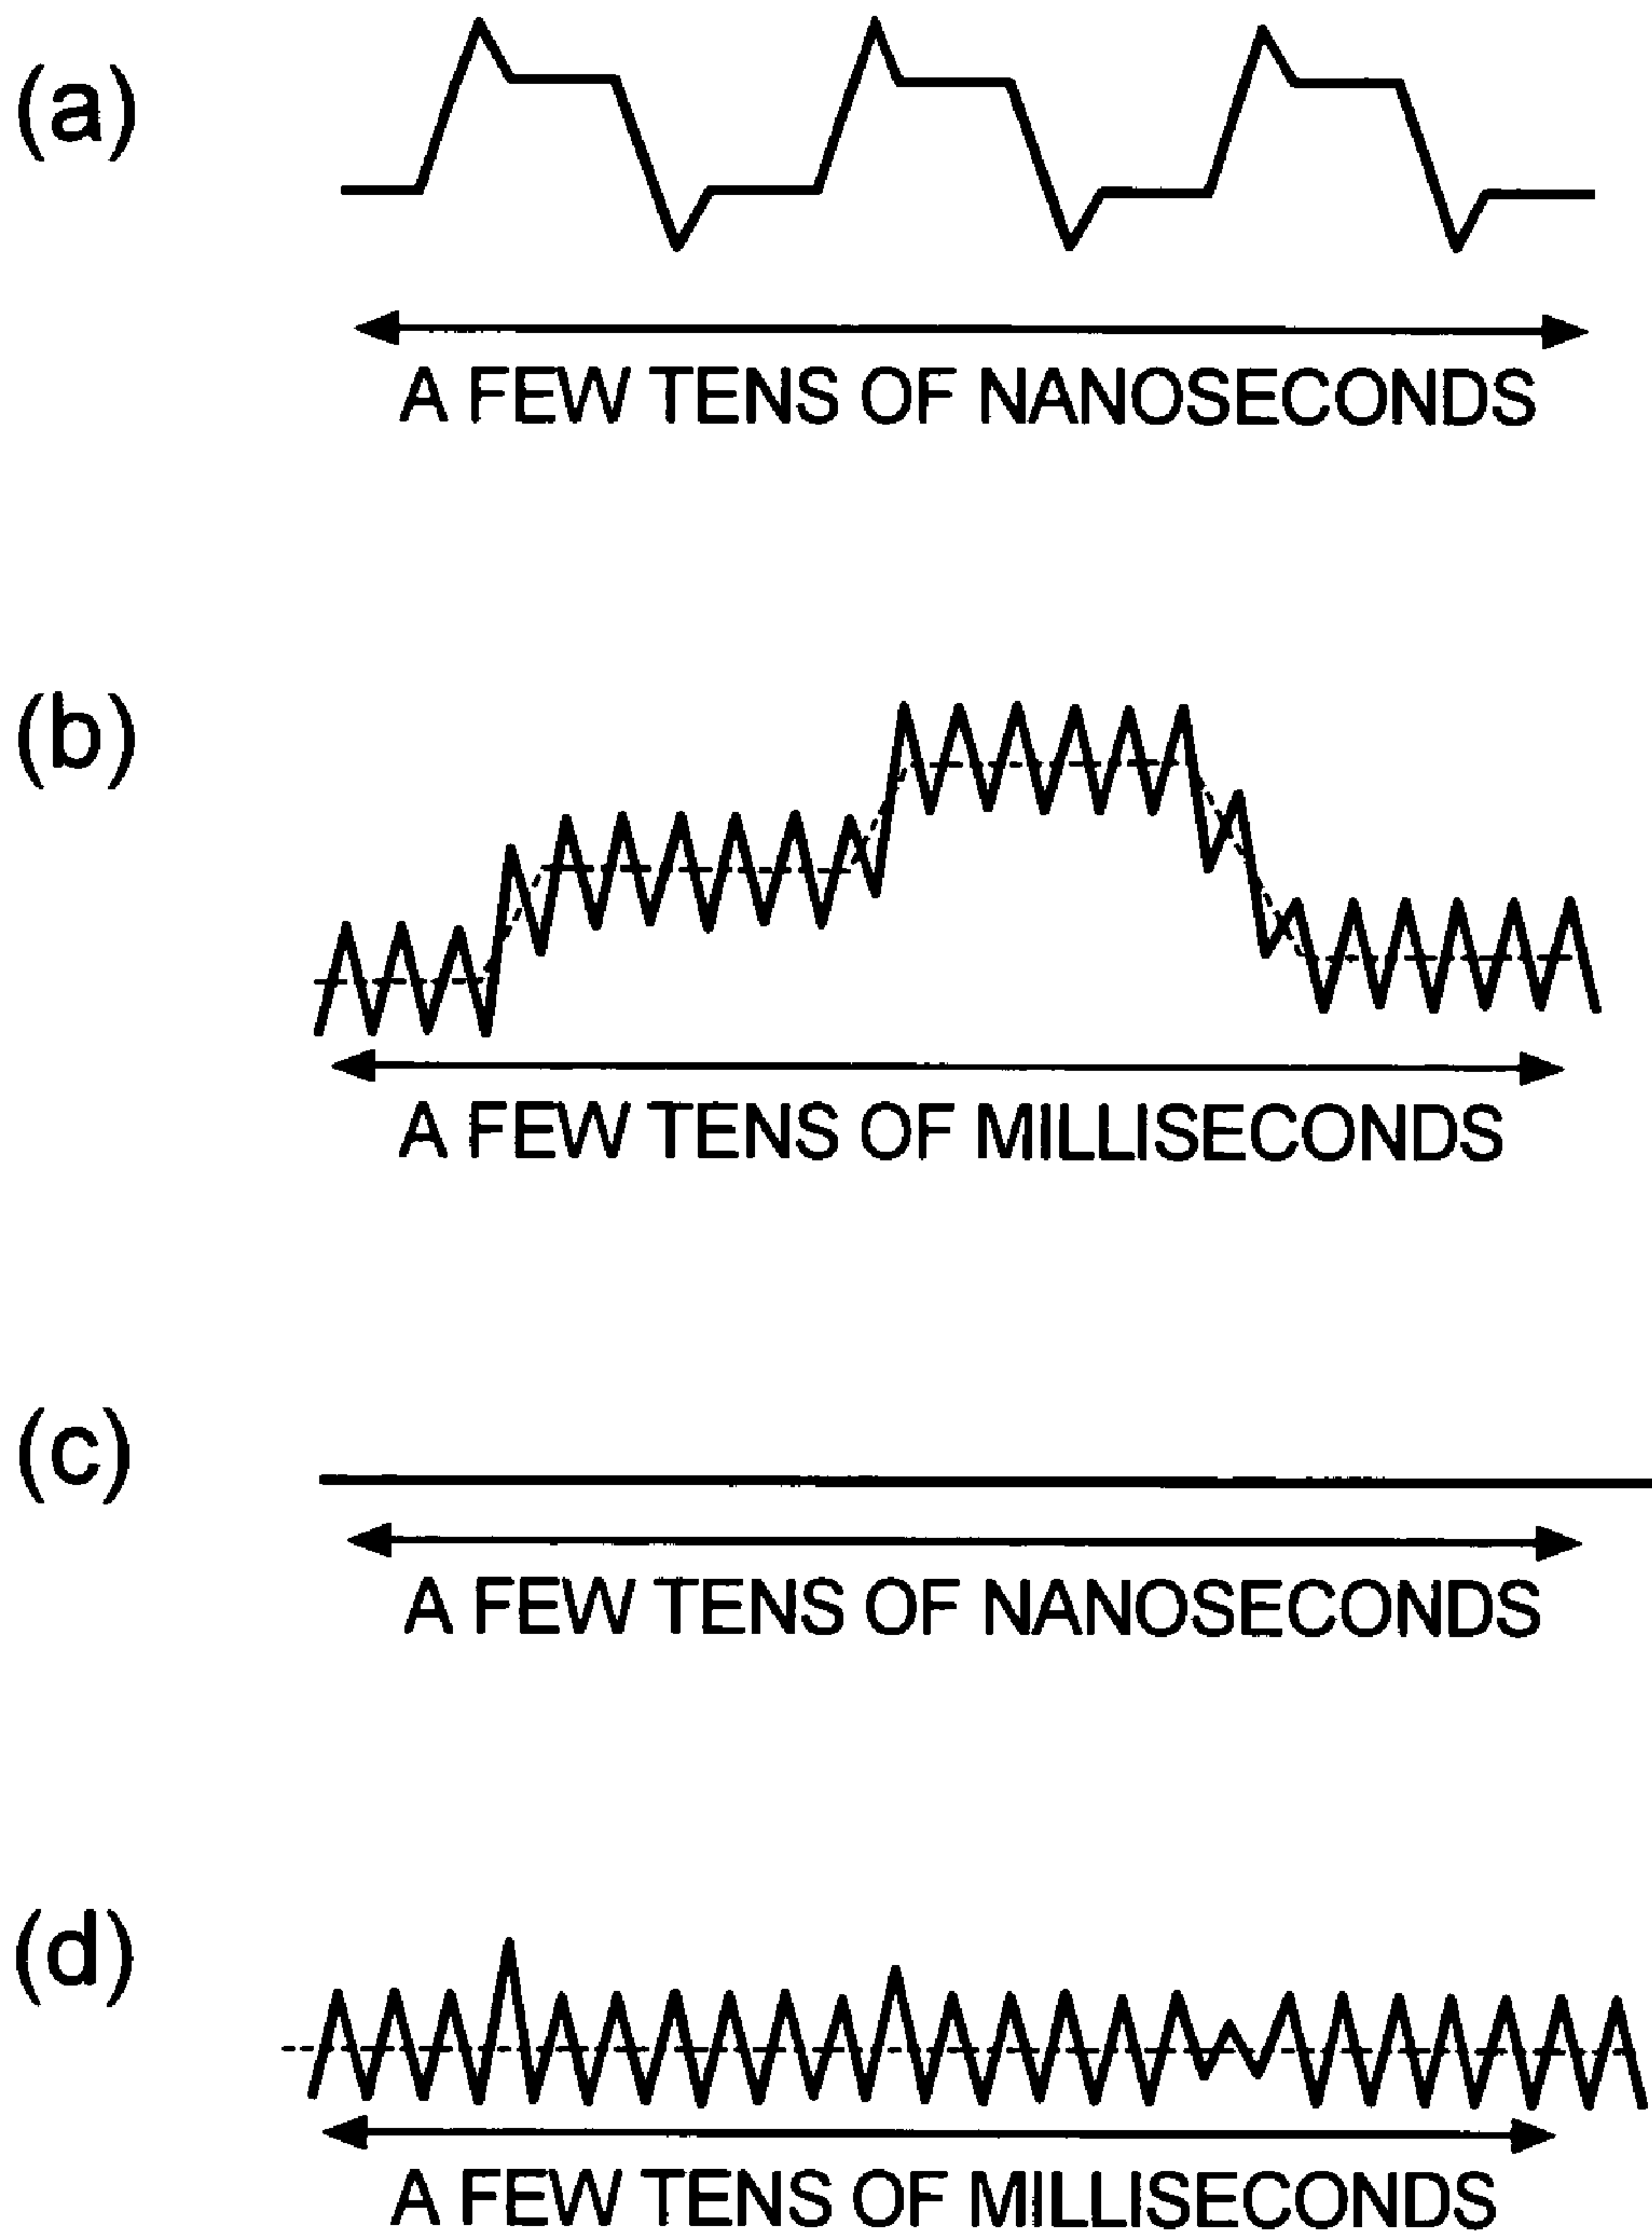 (a)
A FEW TENS OF NANOSECONDS
(b)
A FEW TENS OF MILLISECONDS
(c)
A FEW TENS OF NANOSECONDS
(d)
A FEW TENS OF MILLISECONDS